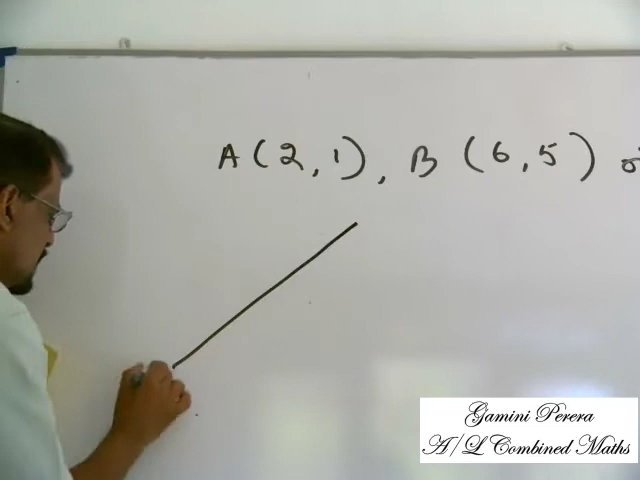 A (2,1), B (6,5)
Gamini Perera
A/L Combined Maths